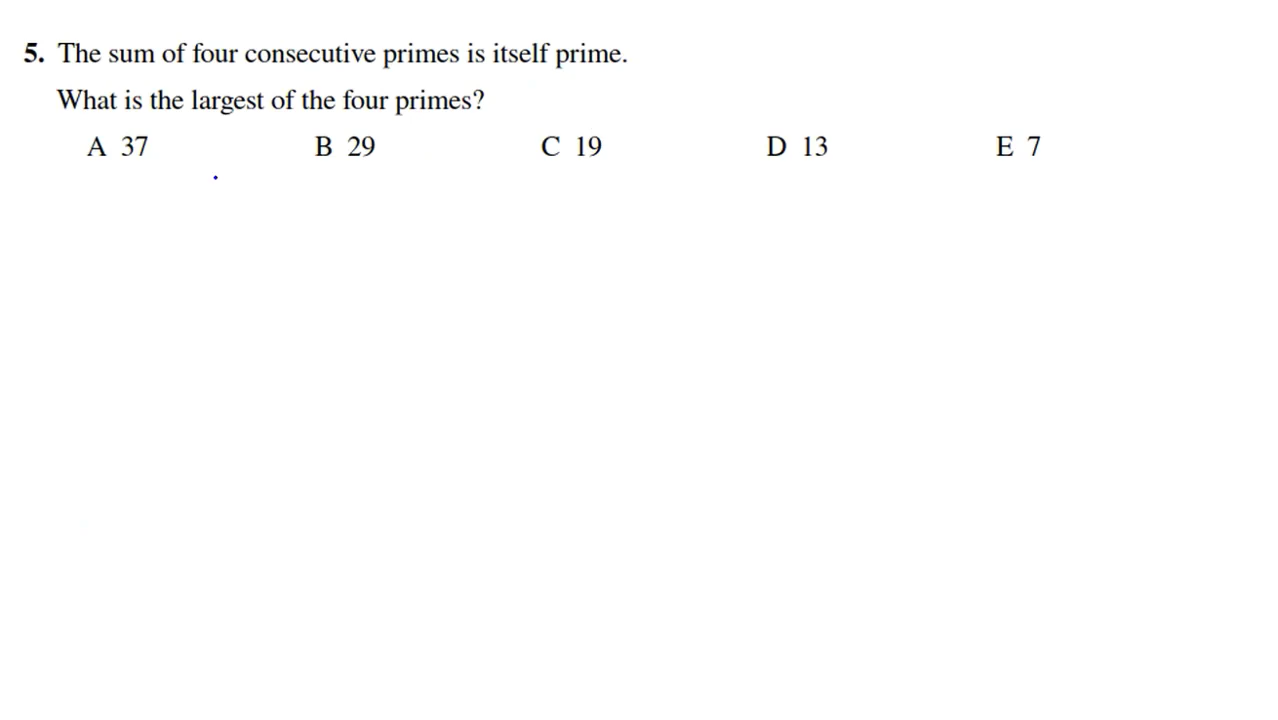 5. The sum of four consecutive primes is itself prime.
What is the largest of the four primes?
A 37 B 29 C 19 D 13 E 7